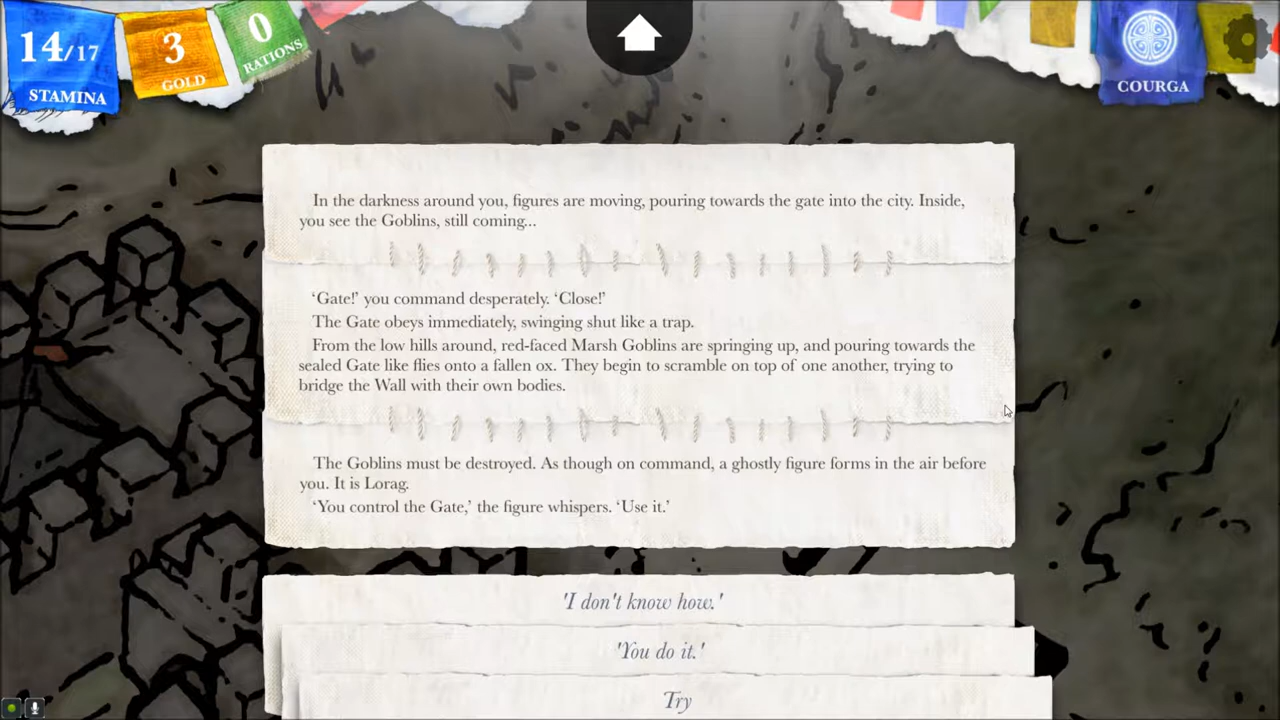 14/17
STAMINA
3
GOLD
0
RATIONS
COURGA
In the darkness around you, figures are moving, pouring towards the gate into the city. Inside,
you see the Goblins, still coming...
‘Gate!’ you command desperately. ‘Close!’
The Gate obeys immediately, swinging shut like a trap.
From the low hills around, red-faced Marsh Goblins are springing up, and pouring towards the
sealed Gate like flies onto a fallen ox. They begin to scramble on top of one another, trying to
bridge the Wall with their own bodies.
The Goblins must be destroyed. As though on command, a ghostly figure forms in the air before
you. It is Lorag.
‘You control the Gate,’ the figure whispers. ‘Use it.’
'I don't know how.'
'You do it.'
Try